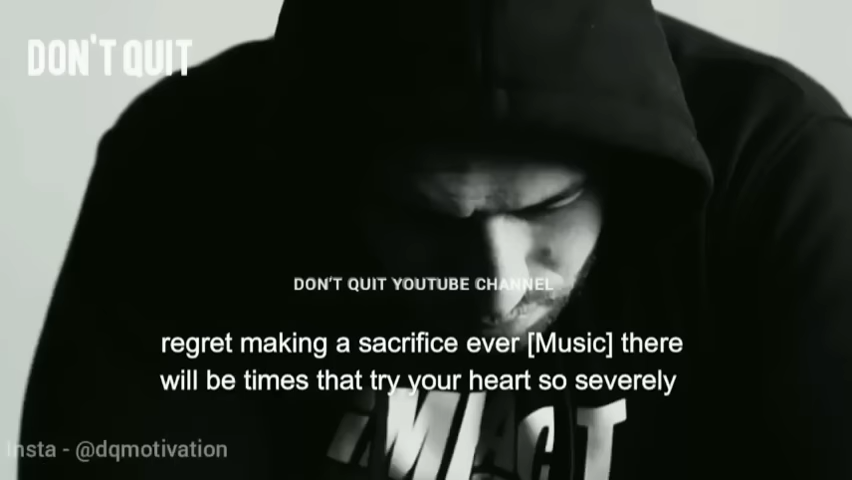 DON'T QUIT
DON'T QUIT YOUTUBE CHANNEL
regret making a sacrifice ever [Music] there
will be times that try your heart so severely
Insta - @dqmotivation